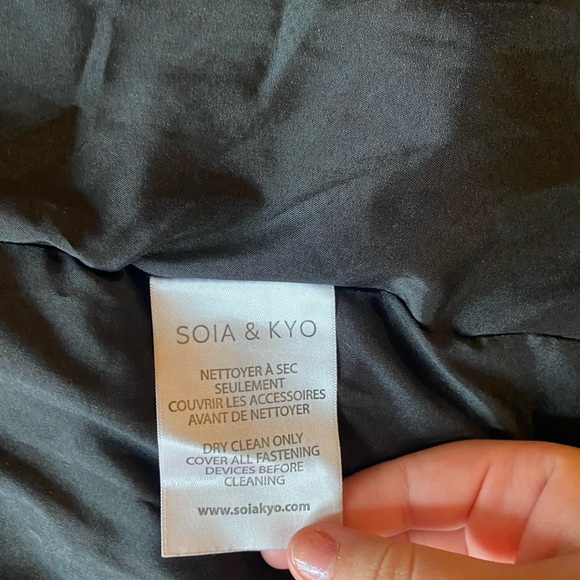 SOIA & KYO
NETTOYER À SEC
SEULEMENT
COUVRIR LES ACCESSOIRES
AVANT DE NETTOYER
DRY CLEAN ONLY
COVER ALL FASTENING
DEVICES BEFORE
CLEANING
www.soiakyo.com